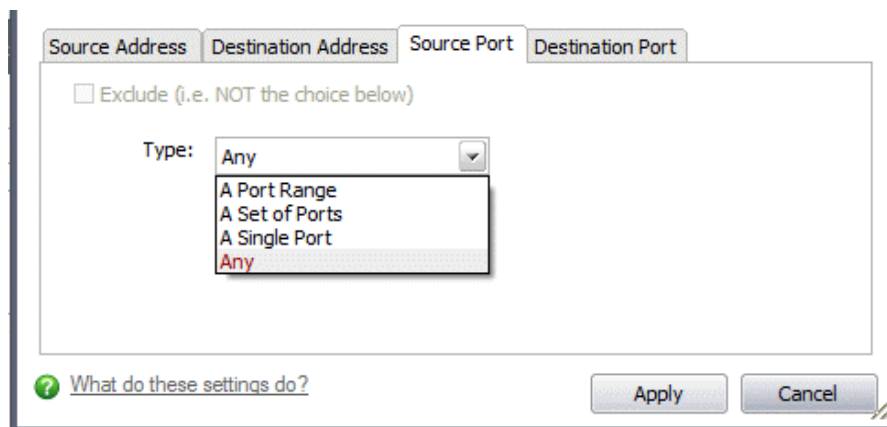 Source Address Destination Address Source Port Destination Port
Exclude (i.e. NOT the choice below)
Type: Any
A Port Range
A Set of Ports
A Single Port
Any
What do these settings do? Apply Cancel